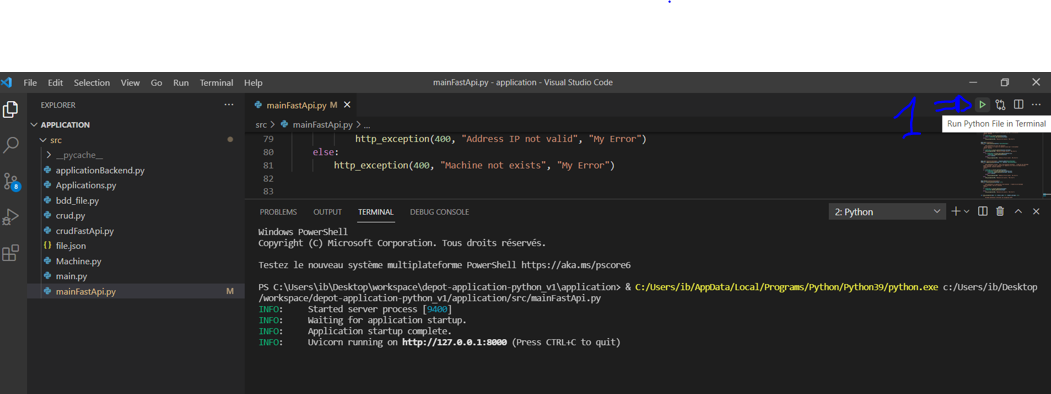 File Edit Selection View Go Run Terminal Help
mainFastApi.py - application - Visual Studio Code
EXPLORER
APPLICATION
src
__pycache__
applicationBackend.py
Applications.py
bdd_file.py
crud.py
crudFastApi.py
{} file.json
Machine.py
main.py
mainFastApi.py M
8
mainFastApi.py M
1
Run Python File in Terminal
src > mainFastApi.py > ...
79 http_exception(400, "Address IP not valid", "My Error")
80 else:
81 http_exception(400, "Machine not exists", "My Error")
82
83
PROBLEMS OUTPUT TERMINAL DEBUG CONSOLE
2: Python
Windows PowerShell
Copyright (C) Microsoft Corporation. Tous droits réservés.
Testez le nouveau système multiplateforme PowerShell https://aka.ms/pscore6
PS C:\Users\ib\Desktop\workspace\depot-application-python_v1\application> & C:/Users/ib/AppData/Local/Programs/Python/Python39/python.exe c:/Users/ib/Desktop
/workspace/depot-application-python_v1/application/src/mainFastApi.py
INFO: Started server process [9400]
INFO: Waiting for application startup.
INFO: Application startup complete.
INFO: Uvicorn running on http://127.0.0.1:8000 (Press CTRL+C to quit)